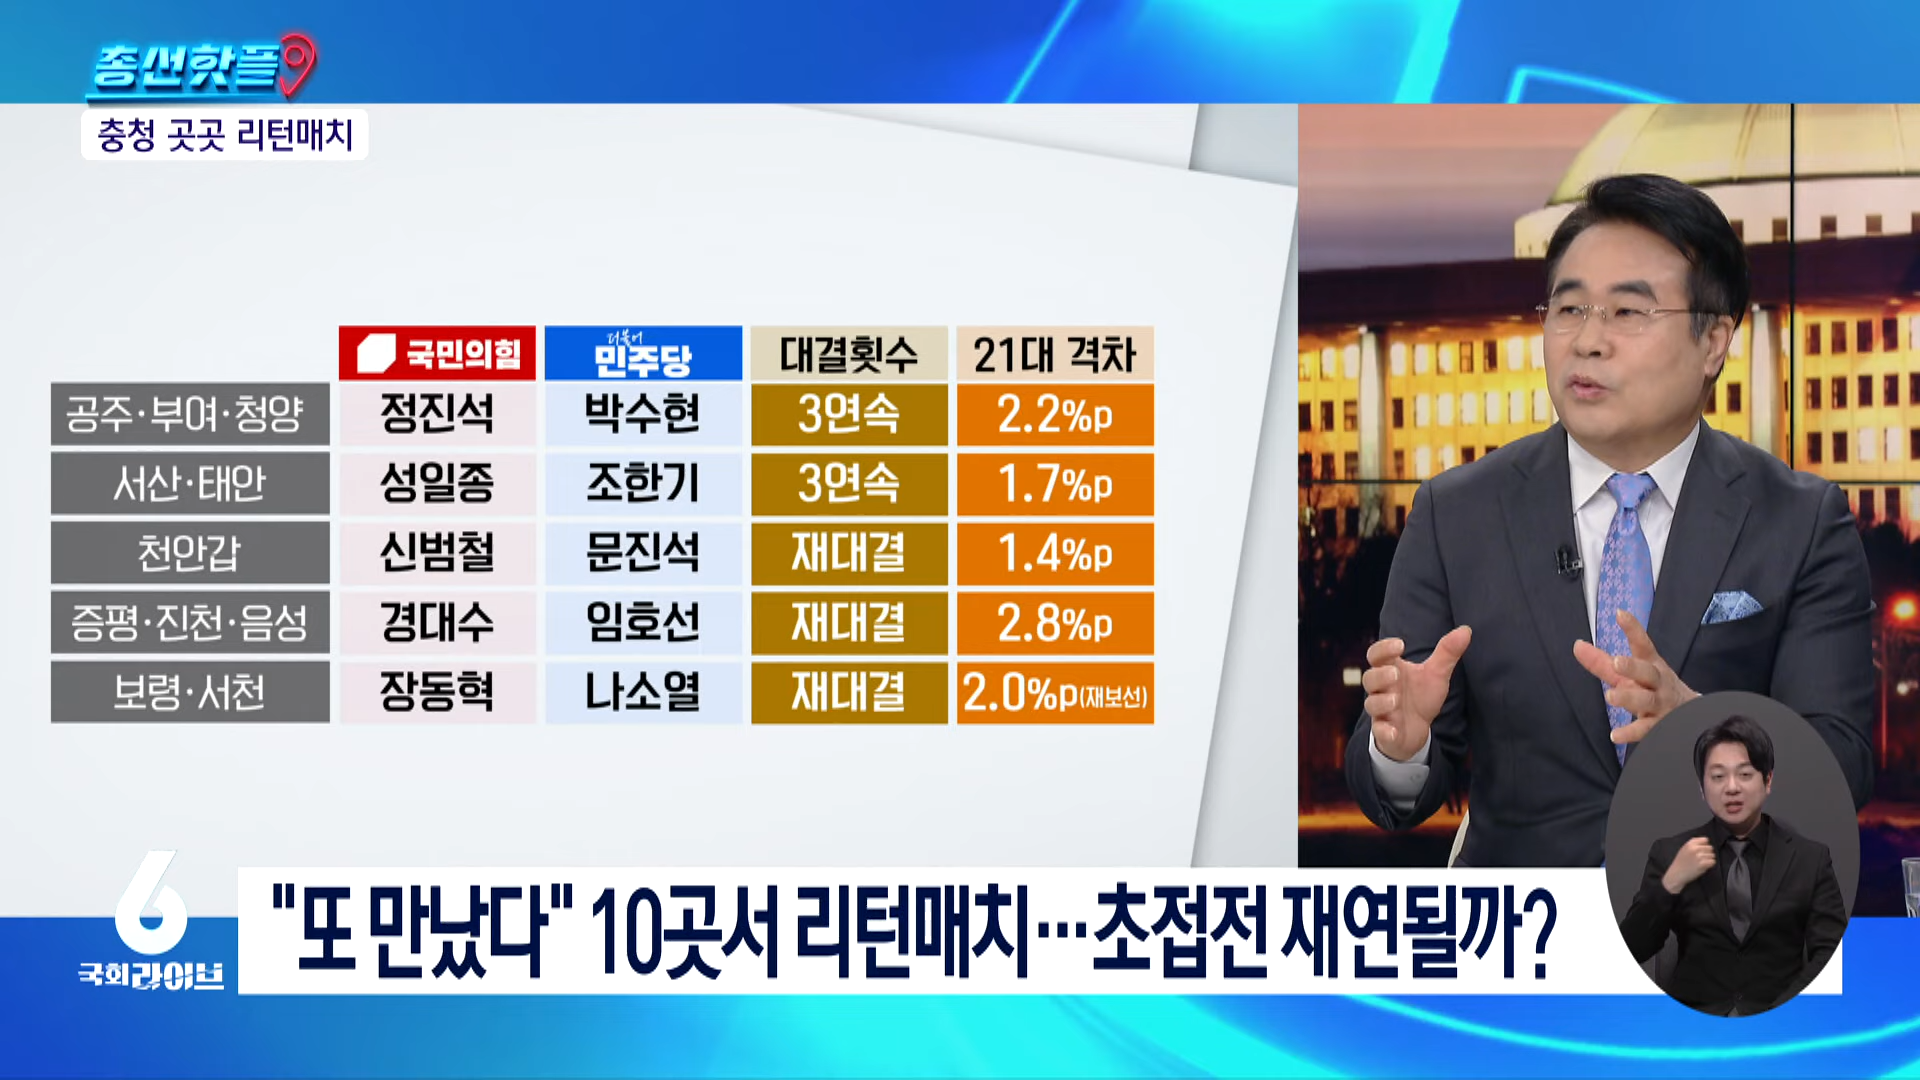 총선핫플
충청 곳곳 리턴매치
국민의힘 더불어 민주당 대결횟수 21대 격차
공주·부여·청양 정진석 박수현 3연속 2.2%p
서산·태안 성일종 조한기 3연속 1.7%p
천안갑 신범철 문진석 재대결 1.4%p
증평·진천·음성 경대수 임호선 재대결 2.8%p
보령·서천 장동혁 나소열 재대결 2.0%p(재보선)
6
국회라이브
"또 만났다" 10곳서 리턴매치…초접전 재연될까?